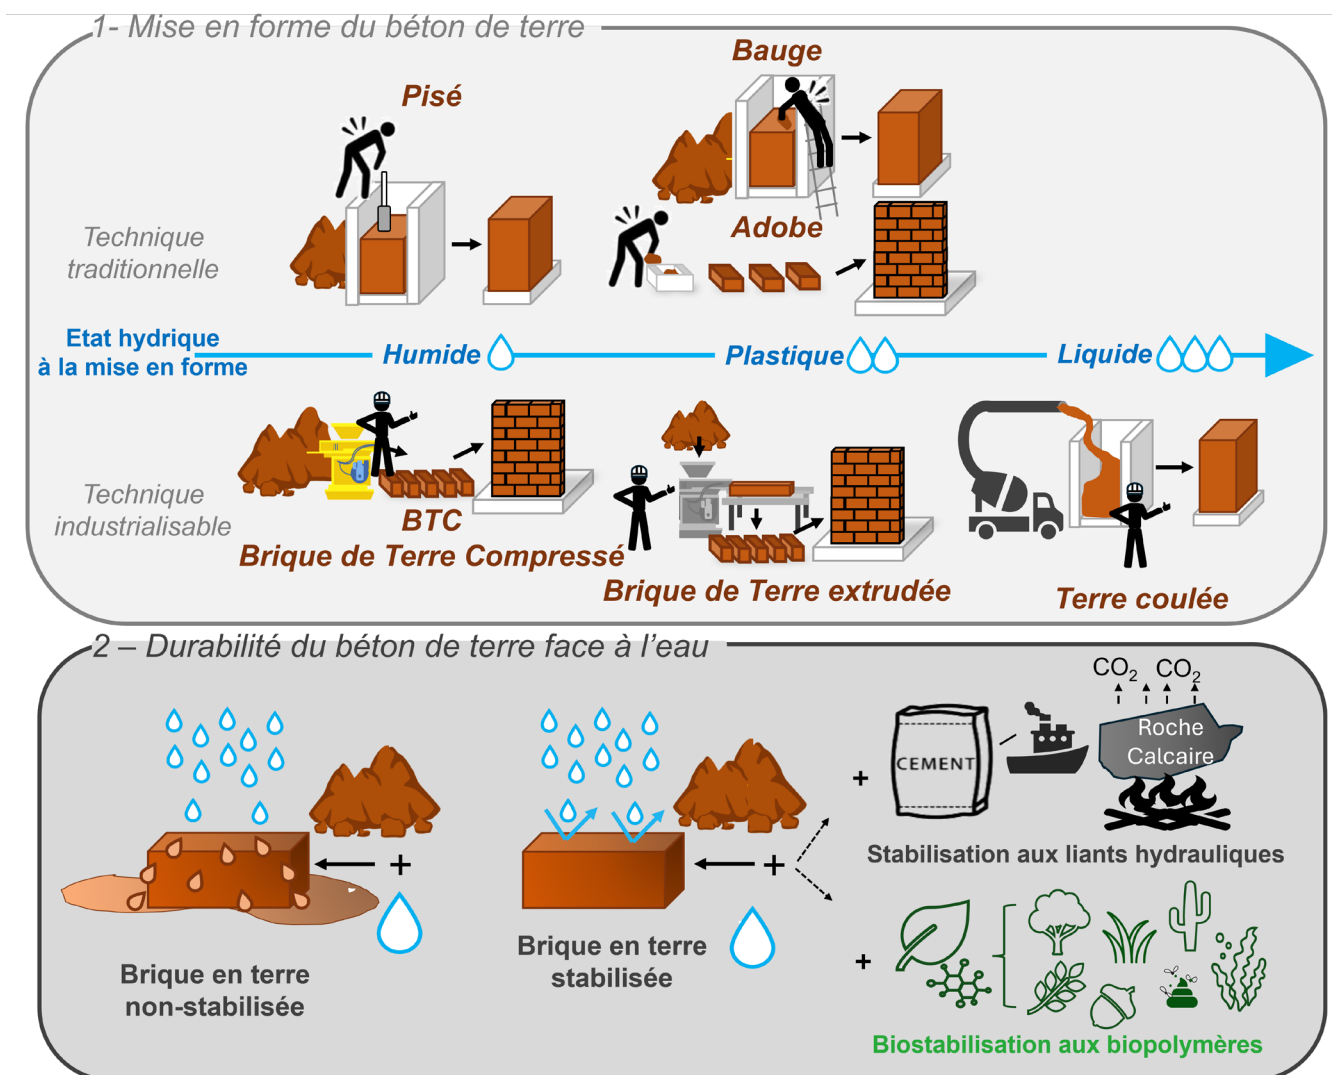 1- Mise en forme du béton de terre
Bauge
Pisé
Adobe
Technique
traditionnelle
Etat hydrique
à la mise en forme
Humide
Plastique
Liquide
Technique
industrialisable
BTC
Brique de Terre Compressé
Brique de Terre extrudée
Terre coulée
2 – Durabilité du béton de terre face à l'eau
CO₂ CO₂
Roche
Calcaire
CEMENT
+
Stabilisation aux liants hydrauliques
+
+
Brique en terre
stabilisée
Brique en terre
non-stabilisée
+
Biostabilisation aux biopolymères